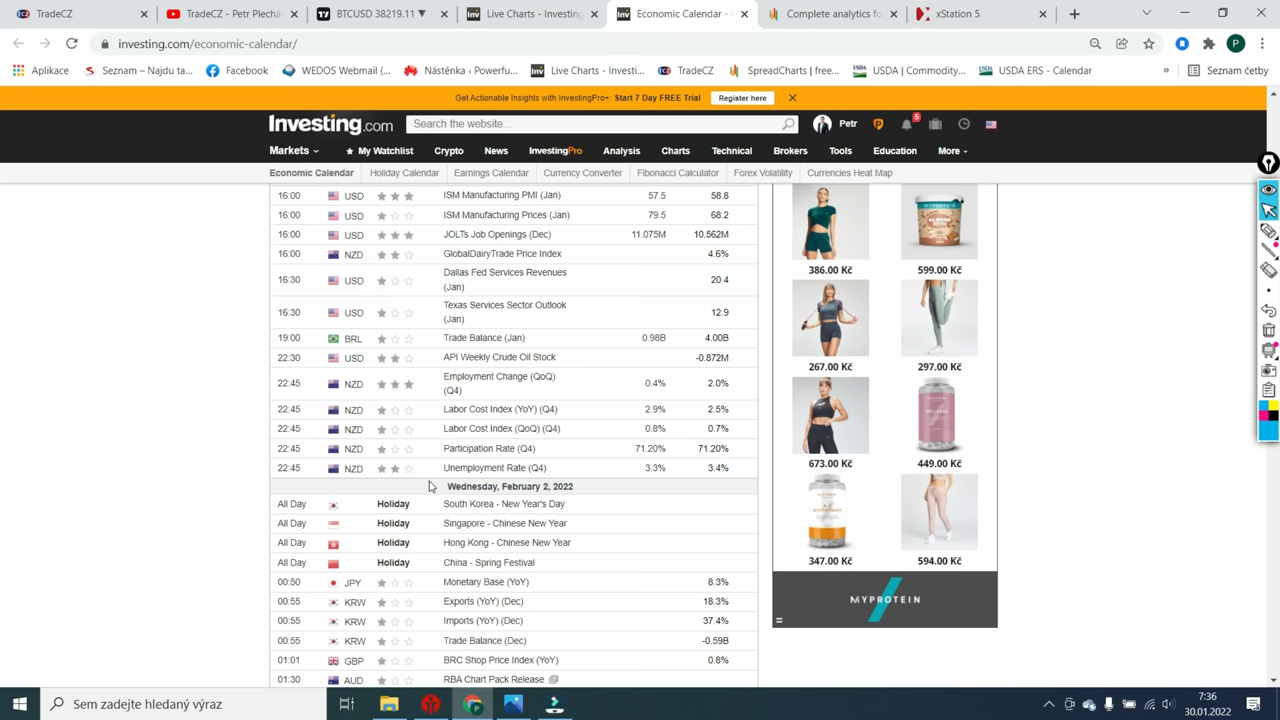 TradeCZ
TradeCZ - Petr Plechá
BTCUSD 38219.11 ▼
Live Charts - Investing
Economic Calendar -
Complete analytics fo
xStation 5
investing.com/economic-calendar/
P
Aplikace
Seznam – Najdu ta...
Facebook
WEDOS Webmail (...
Nástěnka ‹ Powerfu...
Live Charts - Investi...
TradeCZ
SpreadCharts | free...
USDA | Commodity...
USDA ERS - Calendar
»
Seznam četby
Get Actionable Insights with InvestingPro+: Start 7 Day FREE Trial
Register here
Investing.com
Search the website...
Petr
5
Markets
My Watchlist
Crypto
News
InvestingPro
Analysis
Charts
Technical
Brokers
Tools
Education
More
Economic Calendar
Holiday Calendar
Earnings Calendar
Currency Converter
Fibonacci Calculator
Forex Volatility
Currencies Heat Map
16:00 USD ISM Manufacturing PMI (Jan) 57.5 58.8
16:00 USD ISM Manufacturing Prices (Jan) 79.5 68.2
16:00 USD JOLTs Job Openings (Dec) 11.075M 10.562M
16:00 NZD GlobalDairyTrade Price Index 4.6%
16:30 USD Dallas Fed Services Revenues
(Jan) 20.4
16:30 USD Texas Services Sector Outlook
(Jan) 12.9
19:00 BRL Trade Balance (Jan) 0.98B 4.00B
22:30 USD API Weekly Crude Oil Stock -0.872M
22:45 NZD Employment Change (QoQ)
(Q4) 0.4% 2.0%
22:45 NZD Labor Cost Index (YoY) (Q4) 2.9% 2.5%
22:45 NZD Labor Cost Index (QoQ) (Q4) 0.8% 0.7%
22:45 NZD Participation Rate (Q4) 71.20% 71.20%
22:45 NZD Unemployment Rate (Q4) 3.3% 3.4%
Wednesday, February 2, 2022
All Day Holiday South Korea - New Year's Day
All Day Holiday Singapore - Chinese New Year
All Day Holiday Hong Kong - Chinese New Year
All Day Holiday China - Spring Festival
00:50 JPY Monetary Base (YoY) 8.3%
00:55 KRW Exports (YoY) (Dec) 18.3%
00:55 KRW Imports (YoY) (Dec) 37.4%
00:55 KRW Trade Balance (Dec) -0.59B
01:01 GBP BRC Shop Price Index (YoY) 0.8%
01:30 AUD RBA Chart Pack Release
386.00 Kč
599.00 Kč
267.00 Kč
297.00 Kč
673.00 Kč
449.00 Kč
347.00 Kč
594.00 Kč
MYPROTEIN
Sem zadejte hledaný výraz
7:36
30.01.2022